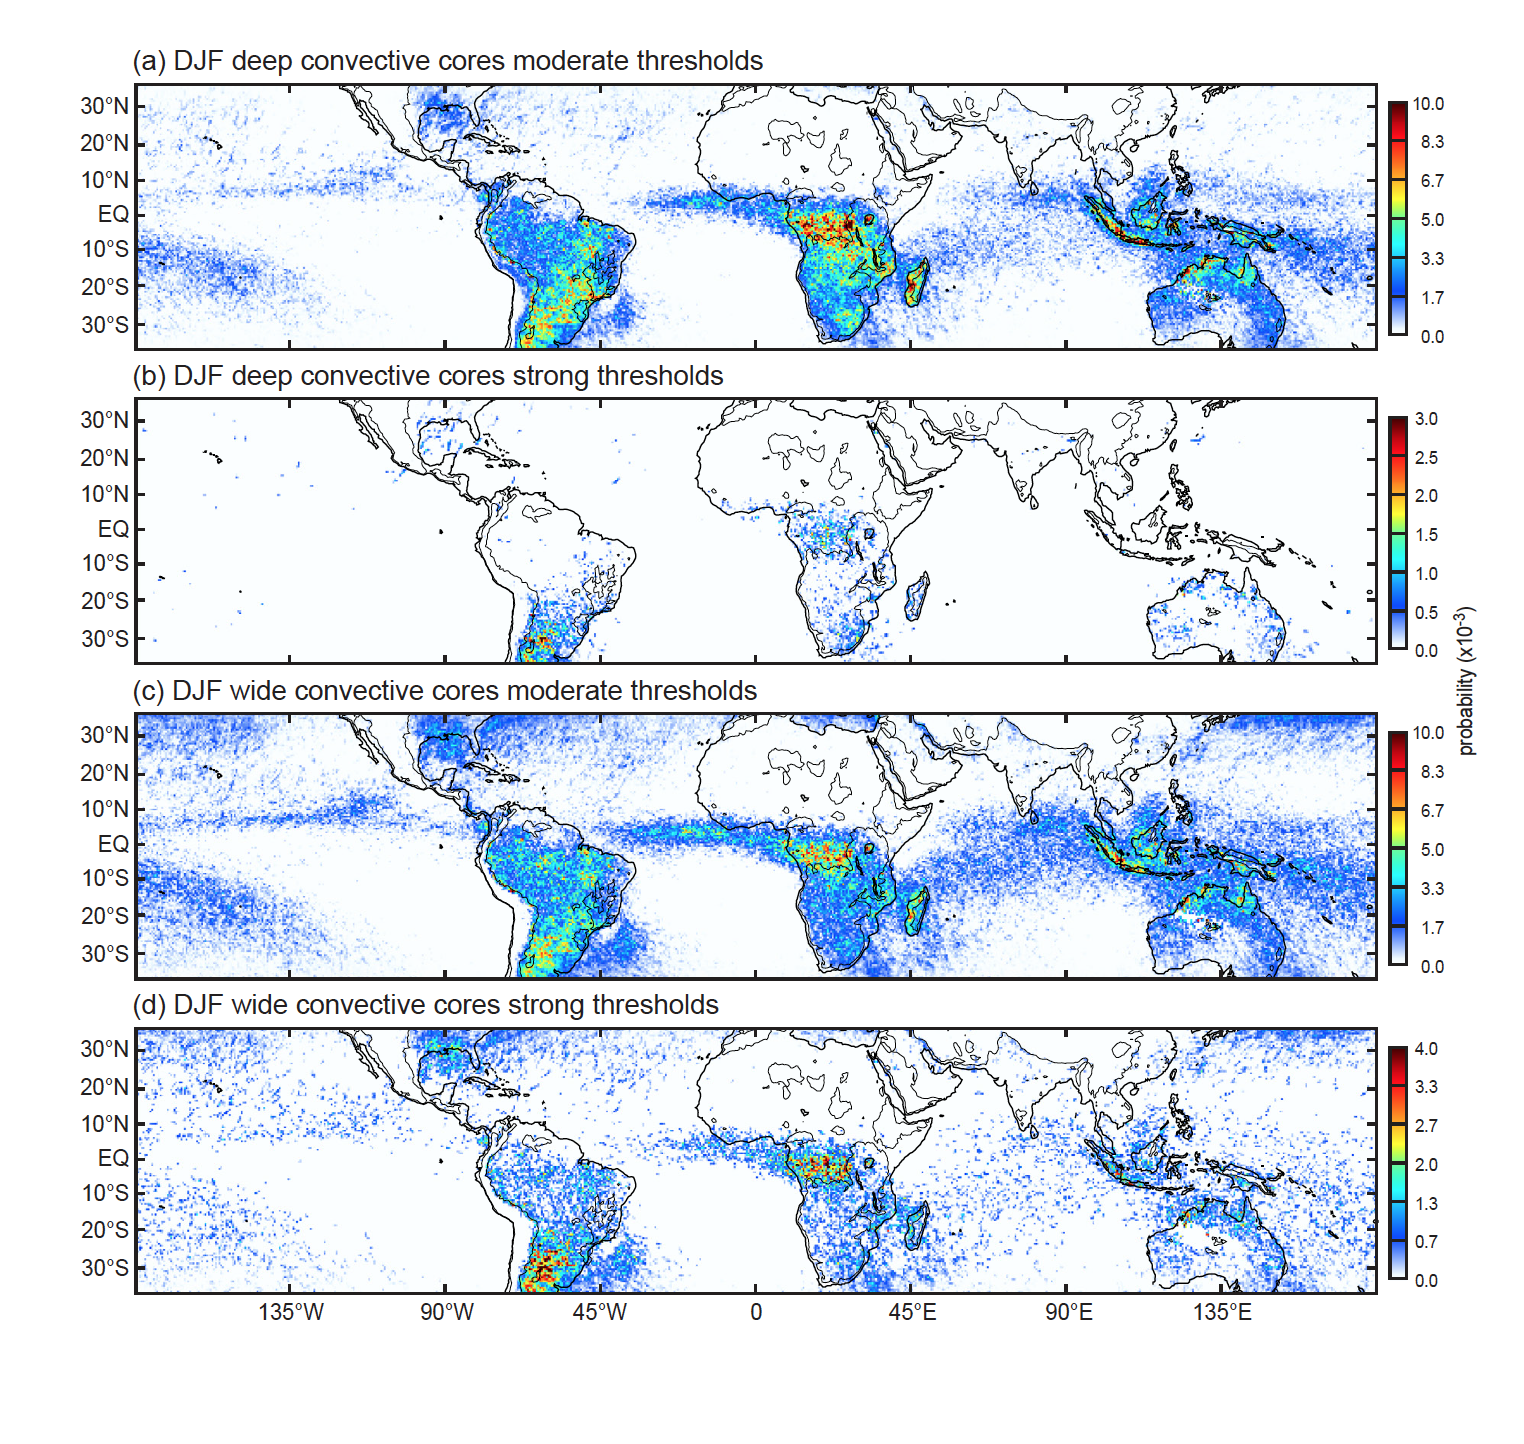 (a) DJF deep convective cores moderate thresholds
30°N
20°N
10°N
EQ
10°S
20°S
30°S
10.0
8.3
6.7
5.0
3.3
1.7
0.0
(b) DJF deep convective cores strong thresholds
30°N
20°N
10°N
EQ
10°S
20°S
30°S
3.0
2.5
2.0
1.5
1.0
0.5
0.0
probability (x10⁻³)
(c) DJF wide convective cores moderate thresholds
30°N
20°N
10°N
EQ
10°S
20°S
30°S
10.0
8.3
6.7
5.0
3.3
1.7
0.0
(d) DJF wide convective cores strong thresholds
30°N
20°N
10°N
EQ
10°S
20°S
30°S
4.0
3.3
2.7
2.0
1.3
0.7
0.0
135°W 90°W 45°W 0 45°E 90°E 135°E